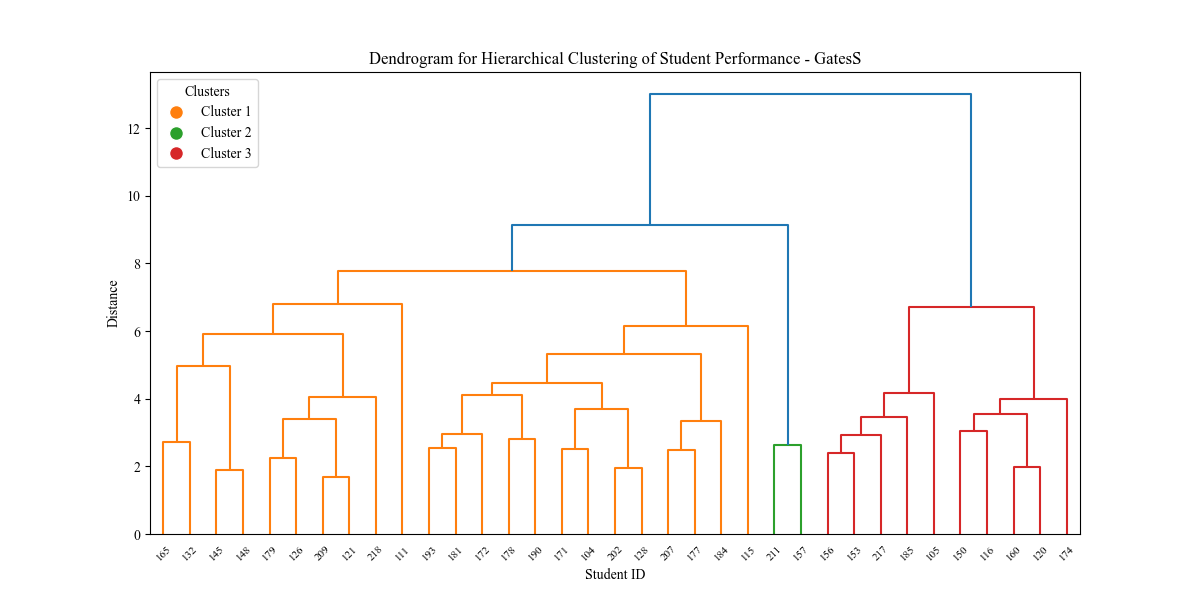 Dendrogram for Hierarchical Clustering of Student Performance - GatesS
Clusters
Cluster 1
Cluster 2
Cluster 3
Distance
12
10
8
6
4
2
0
165 132 145 148 179 126 209 121 218 111 193 181 172 178 190 171 104 202 128 207 177 184 115 211 157 156 153 217 185 105 150 116 160 120 174
Student ID